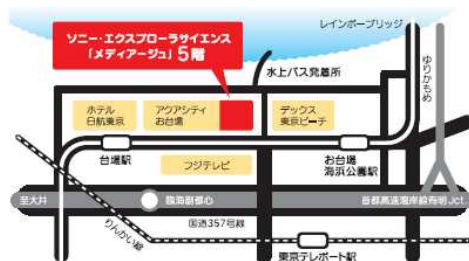 レインボーブリッジ
ソニー・エクスプローラサイエンス
「メディアージュ」5階
水上バス発着所
ゆりかもめ
ホテル
日航東京
アクアシティ
お台場
デックス
東京ビーチ
台場駅
お台場
海浜公園駅
フジテレビ
至大井
臨海副都心
首都高速湾岸線有明Jct.
りんかい線
国道357号線
東京テレポート駅